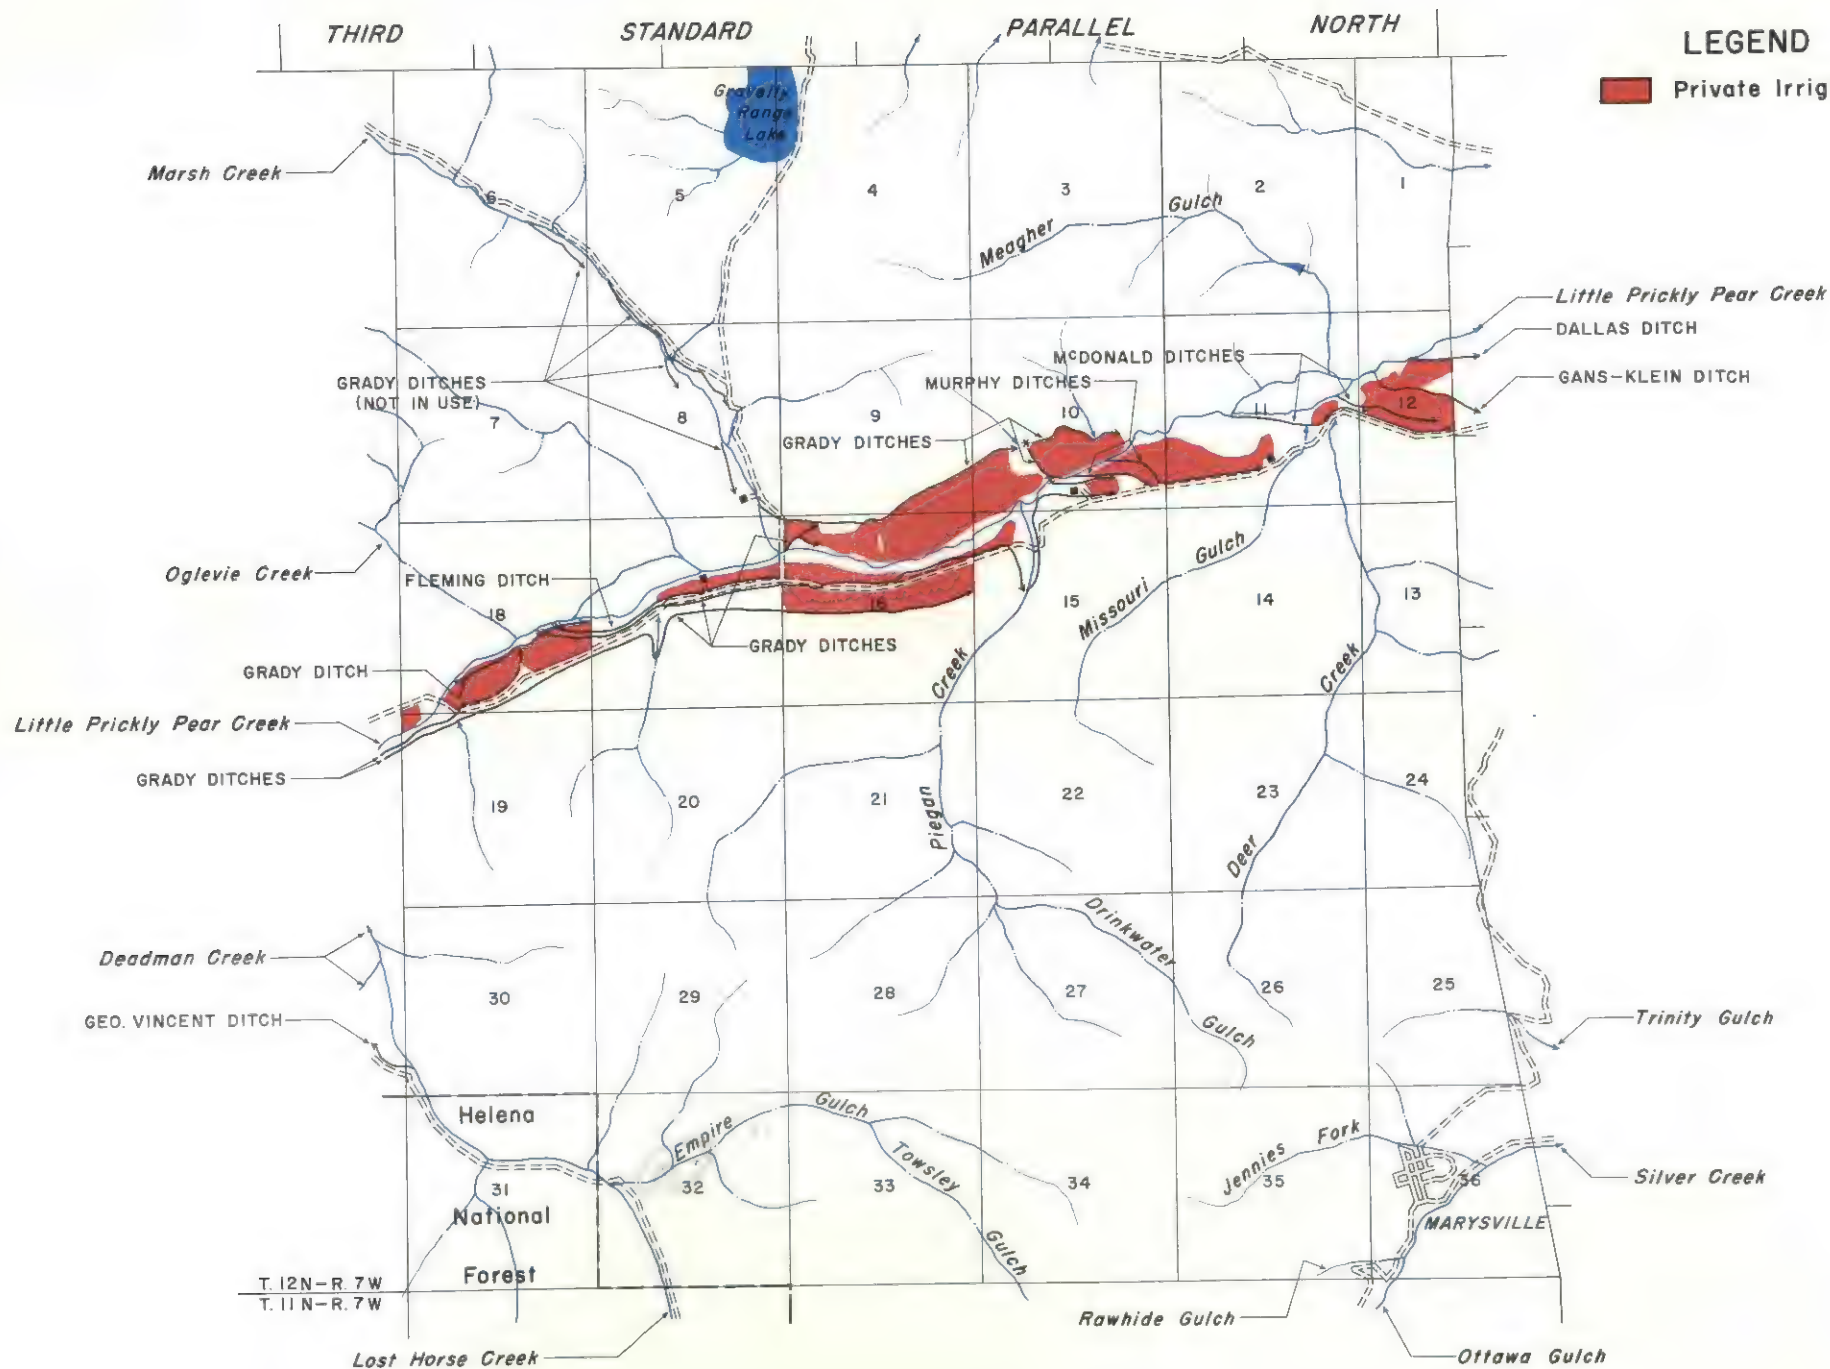 THIRD STANDARD PARALLEL NORTH
LEGEND
Private Irrig
Gravelly
Range
Lake
Marsh Creek
6
5
4
3
2
1
Meagher Gulch
Little Prickly Pear Creek
DALLAS DITCH
McDONALD DITCHES
GANS-KLEIN DITCH
GRADY DITCHES
(NOT IN USE)
MURPHY DITCHES
7
8
9
10
11
12
GRADY DITCHES
Oglevie Creek
FLEMING DITCH
18
16
15
14
13
Missouri Gulch
GRADY DITCHES
GRADY DITCH
Little Prickly Pear Creek
GRADY DITCHES
Piegan Creek
Deer Creek
19
20
21
22
23
24
Drinkwater Gulch
Deadman Creek
30
29
28
27
26
25
GEO. VINCENT DITCH
Trinity Gulch
Helena
National
Forest
31
32
33
34
35
36
Empire Gulch
Towsley Gulch
Jennies Fork
Silver Creek
MARYSVILLE
T. 12N-R. 7W
T. 11N-R. 7W
Rawhide Gulch
Lost Horse Creek
Ottawa Gulch